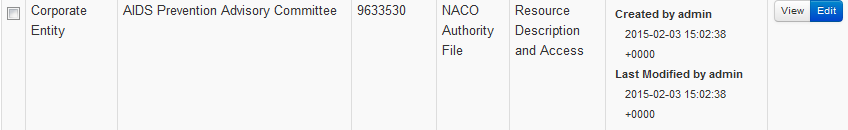 Corporate Entity
AIDS Prevention Advisory Committee
9633530
NACO Authority File
Resource Description and Access
Created by admin
2015-02-03 15:02:38
+0000
Last Modified by admin
2015-02-03 15:02:38
+0000
View Edit